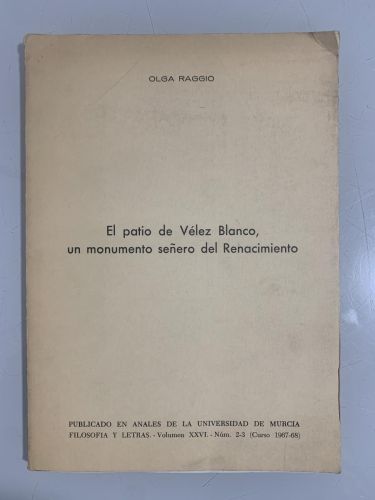 OLGA RAGGIO
El patio de Vélez Blanco,
un monumento señero del Renacimiento
PUBLICADO EN ANALES DE LA UNIVERSIDAD DE MURCIA
FILOSOFIA Y LETRAS. - Volumen XXVI. - Núm. 2-3 (Curso 1967-68)